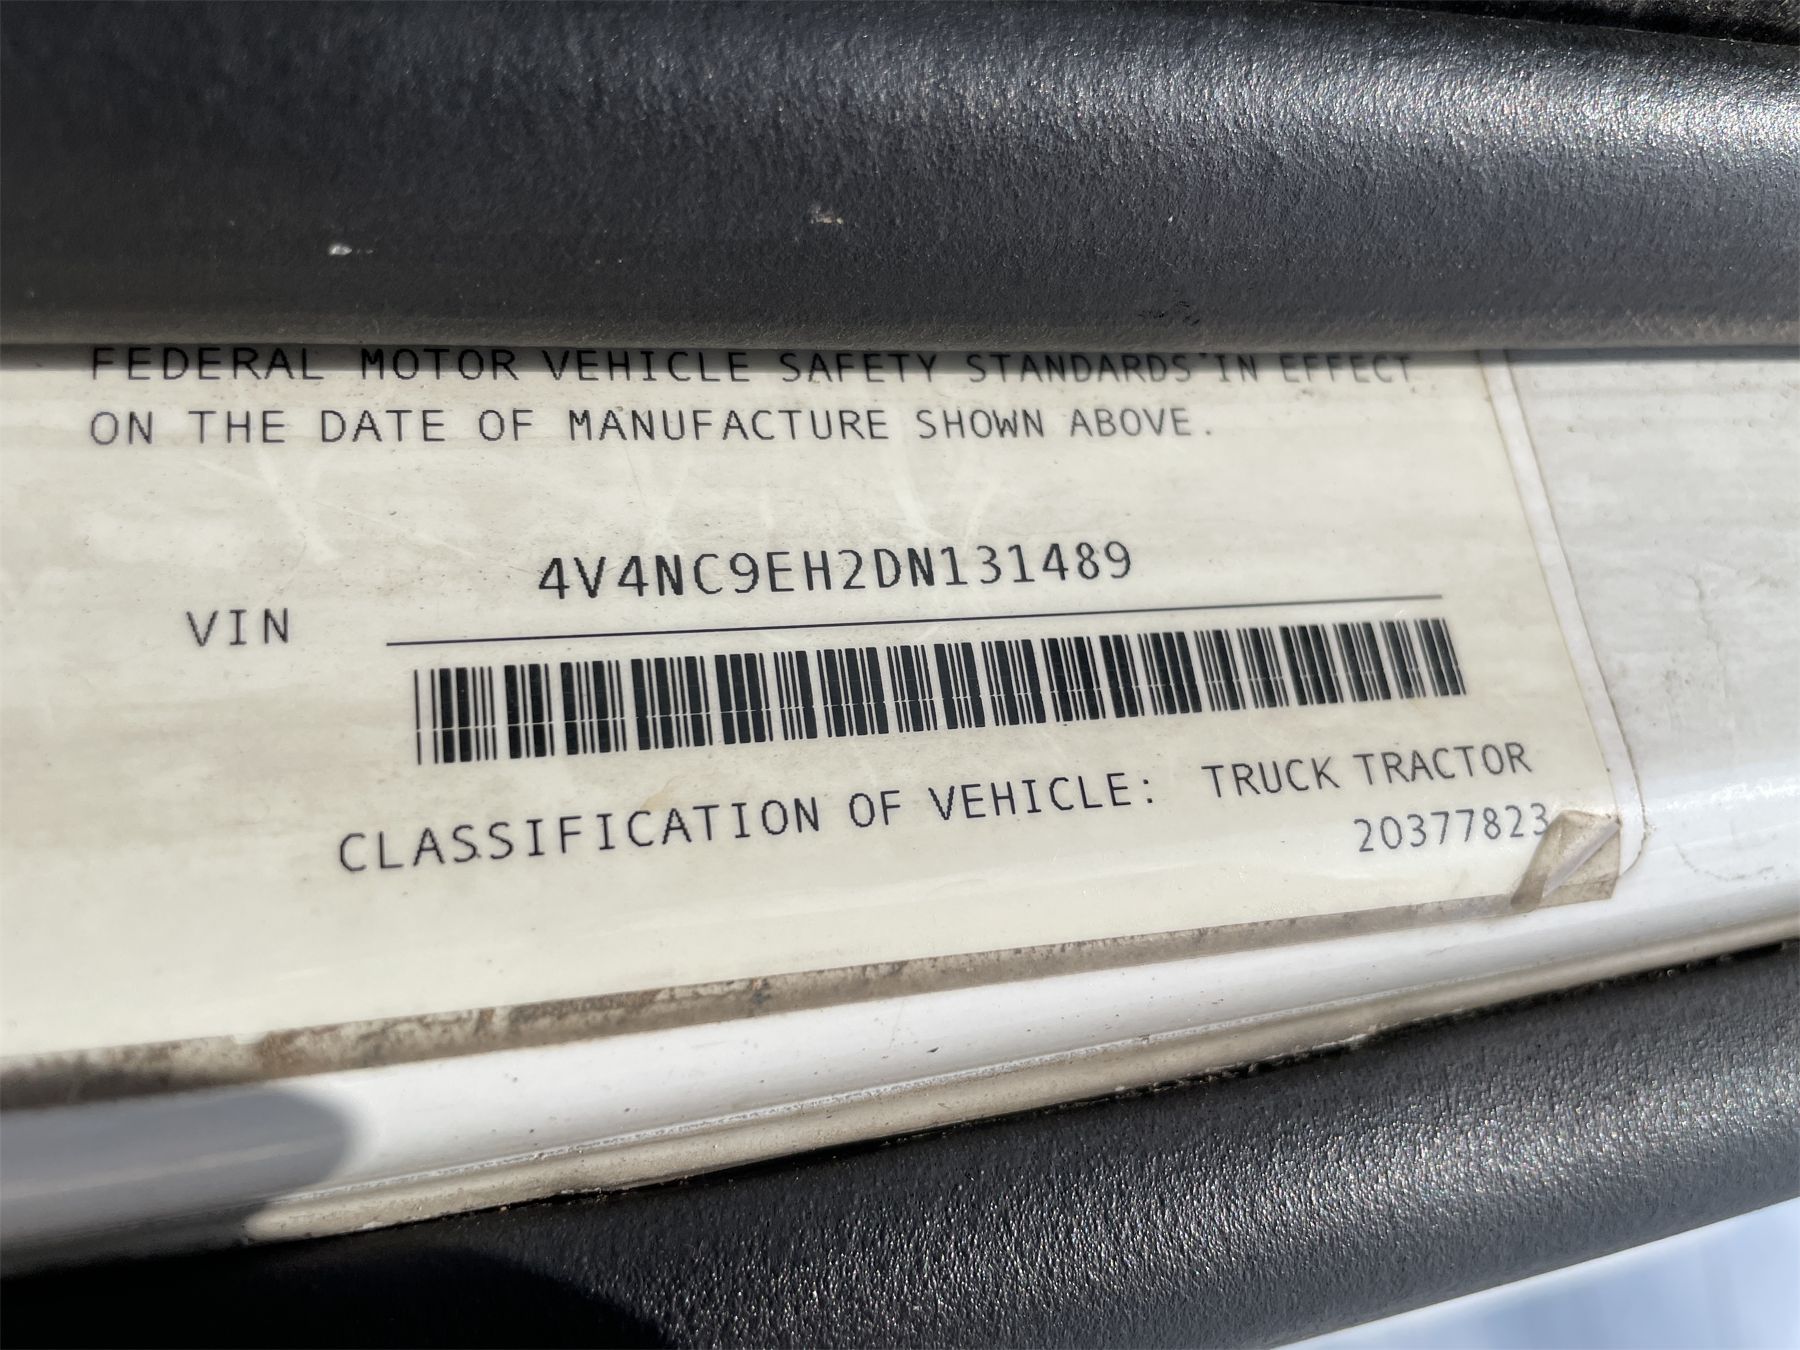 FEDERAL MOTOR VEHICLE SAFETY STANDARDS IN EFFECT
ON THE DATE OF MANUFACTURE SHOWN ABOVE.
4V4NC9EH2DN131489
VIN
CLASSIFICATION OF VEHICLE: TRUCK TRACTOR
20377823